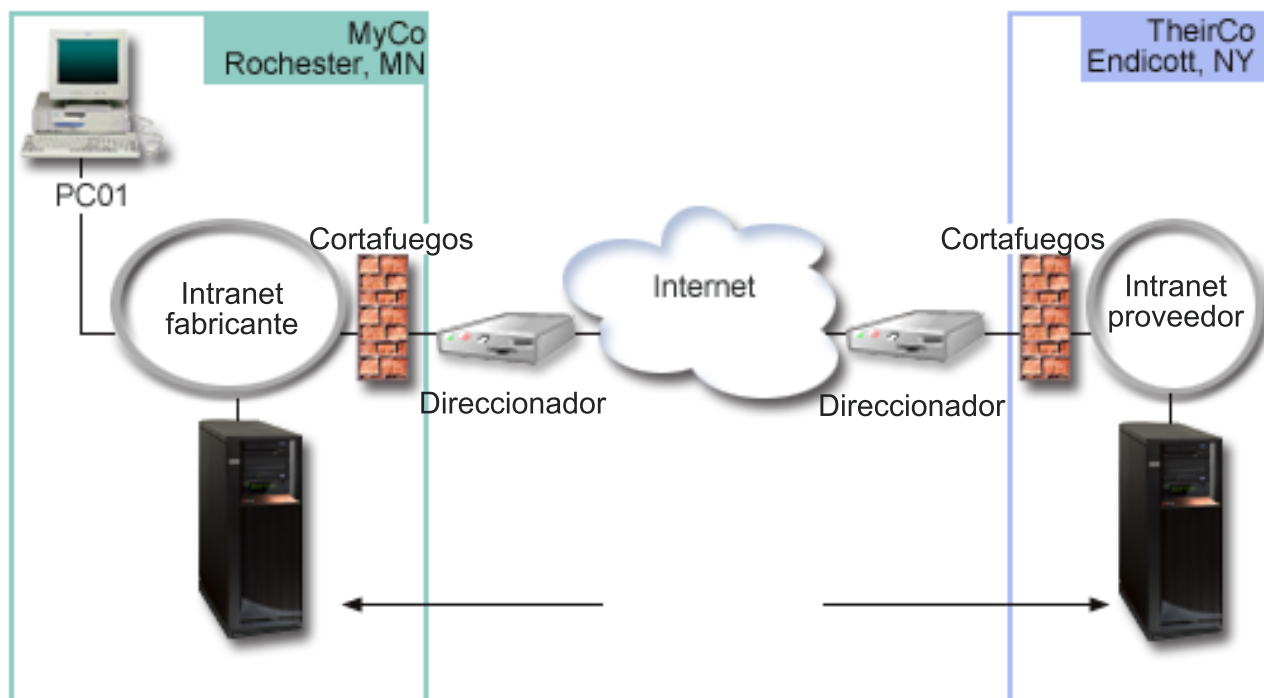 MyCo
Rochester, MN
TheirCo
Endicott, NY
PC01
Cortafuegos
Intranet
fabricante
Direccionador
Internet
Direccionador
Cortafuegos
Intranet
proveedor